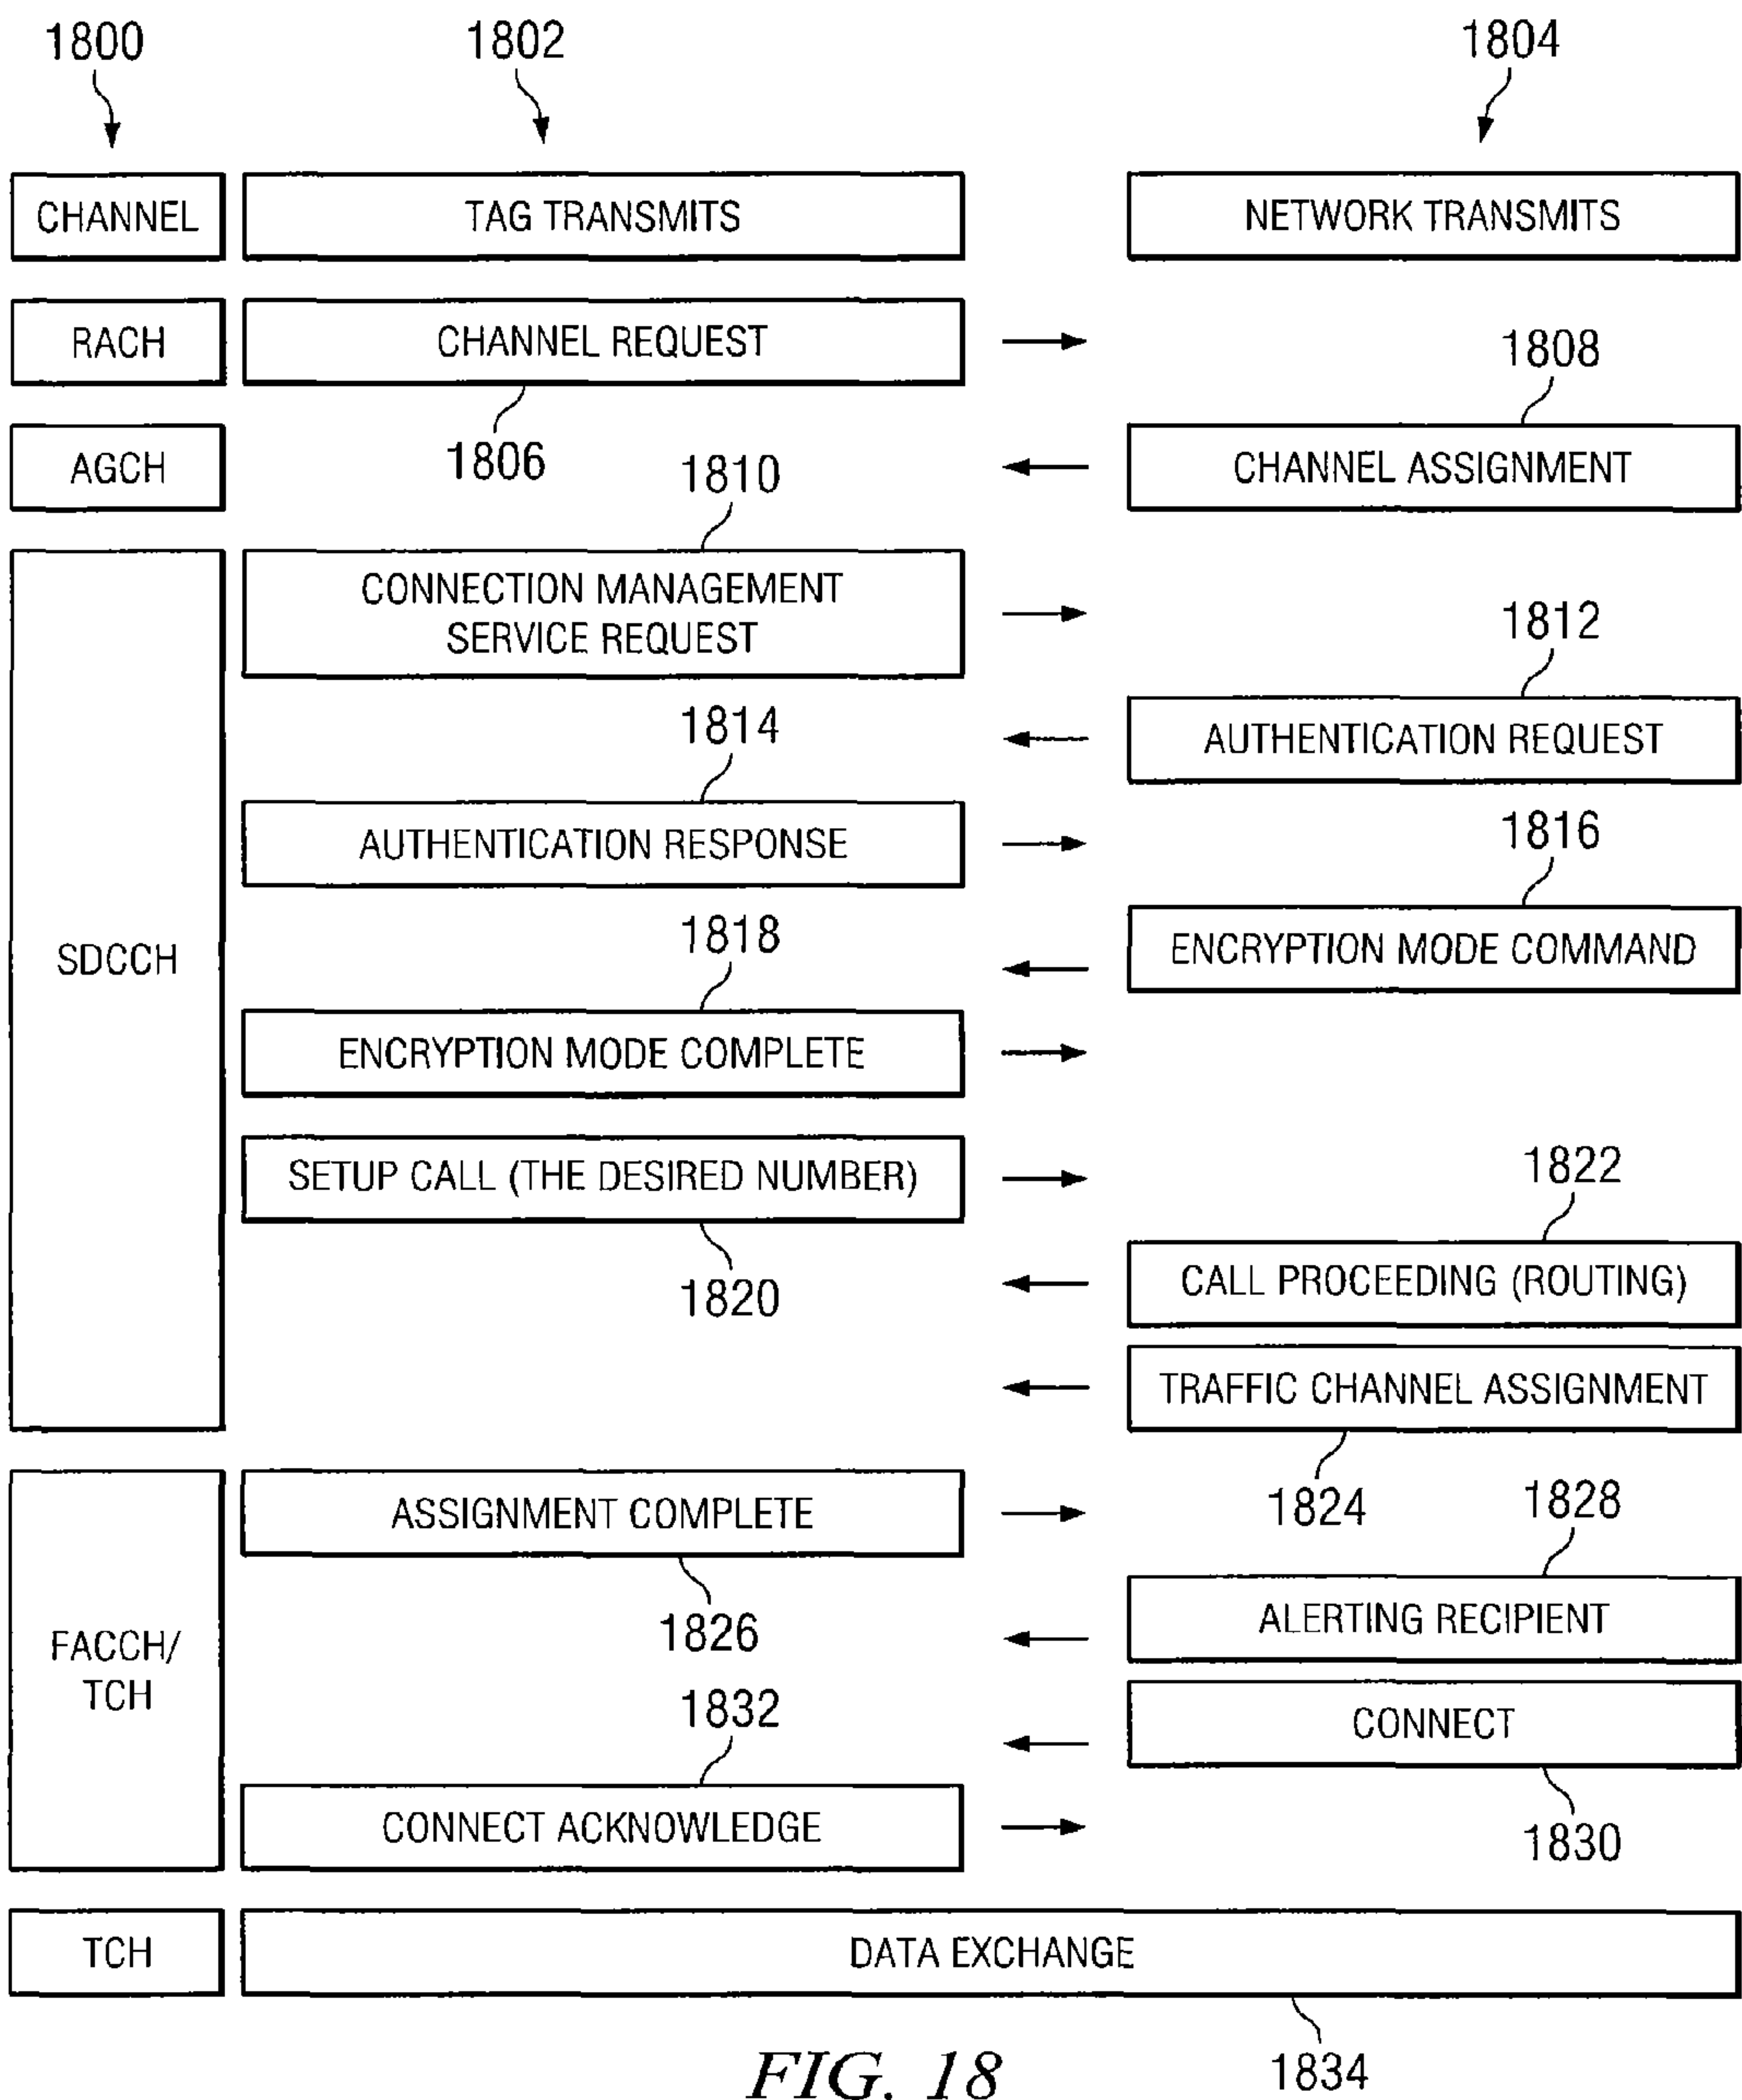 1800
1802
1804
CHANNEL
TAG TRANSMITS
NETWORK TRANSMITS
RACH
CHANNEL REQUEST
1806
1808
AGCH
CHANNEL ASSIGNMENT
1810
SDCCH
CONNECTION MANAGEMENT
SERVICE REQUEST
1812
AUTHENTICATION REQUEST
1814
AUTHENTICATION RESPONSE
1816
ENCRYPTION MODE COMMAND
1818
ENCRYPTION MODE COMPLETE
SETUP CALL (THE DESIRED NUMBER)
1820
1822
CALL PROCEEDING (ROUTING)
TRAFFIC CHANNEL ASSIGNMENT
1824
FACCH/
TCH
ASSIGNMENT COMPLETE
1826
1828
ALERTING RECIPIENT
CONNECT
1830
1832
CONNECT ACKNOWLEDGE
TCH
DATA EXCHANGE
1834
FIG. 18